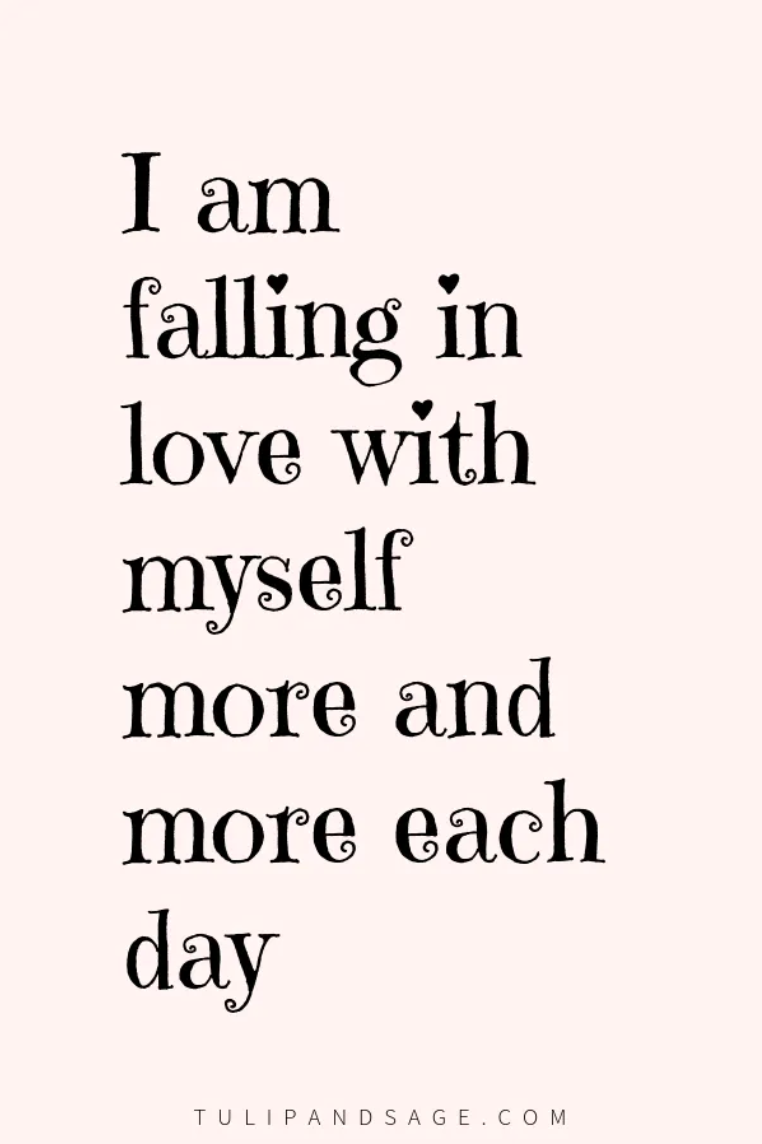 I am
falling in
love with
myself
more and
more each
day
TULIPANDSAGE.COM